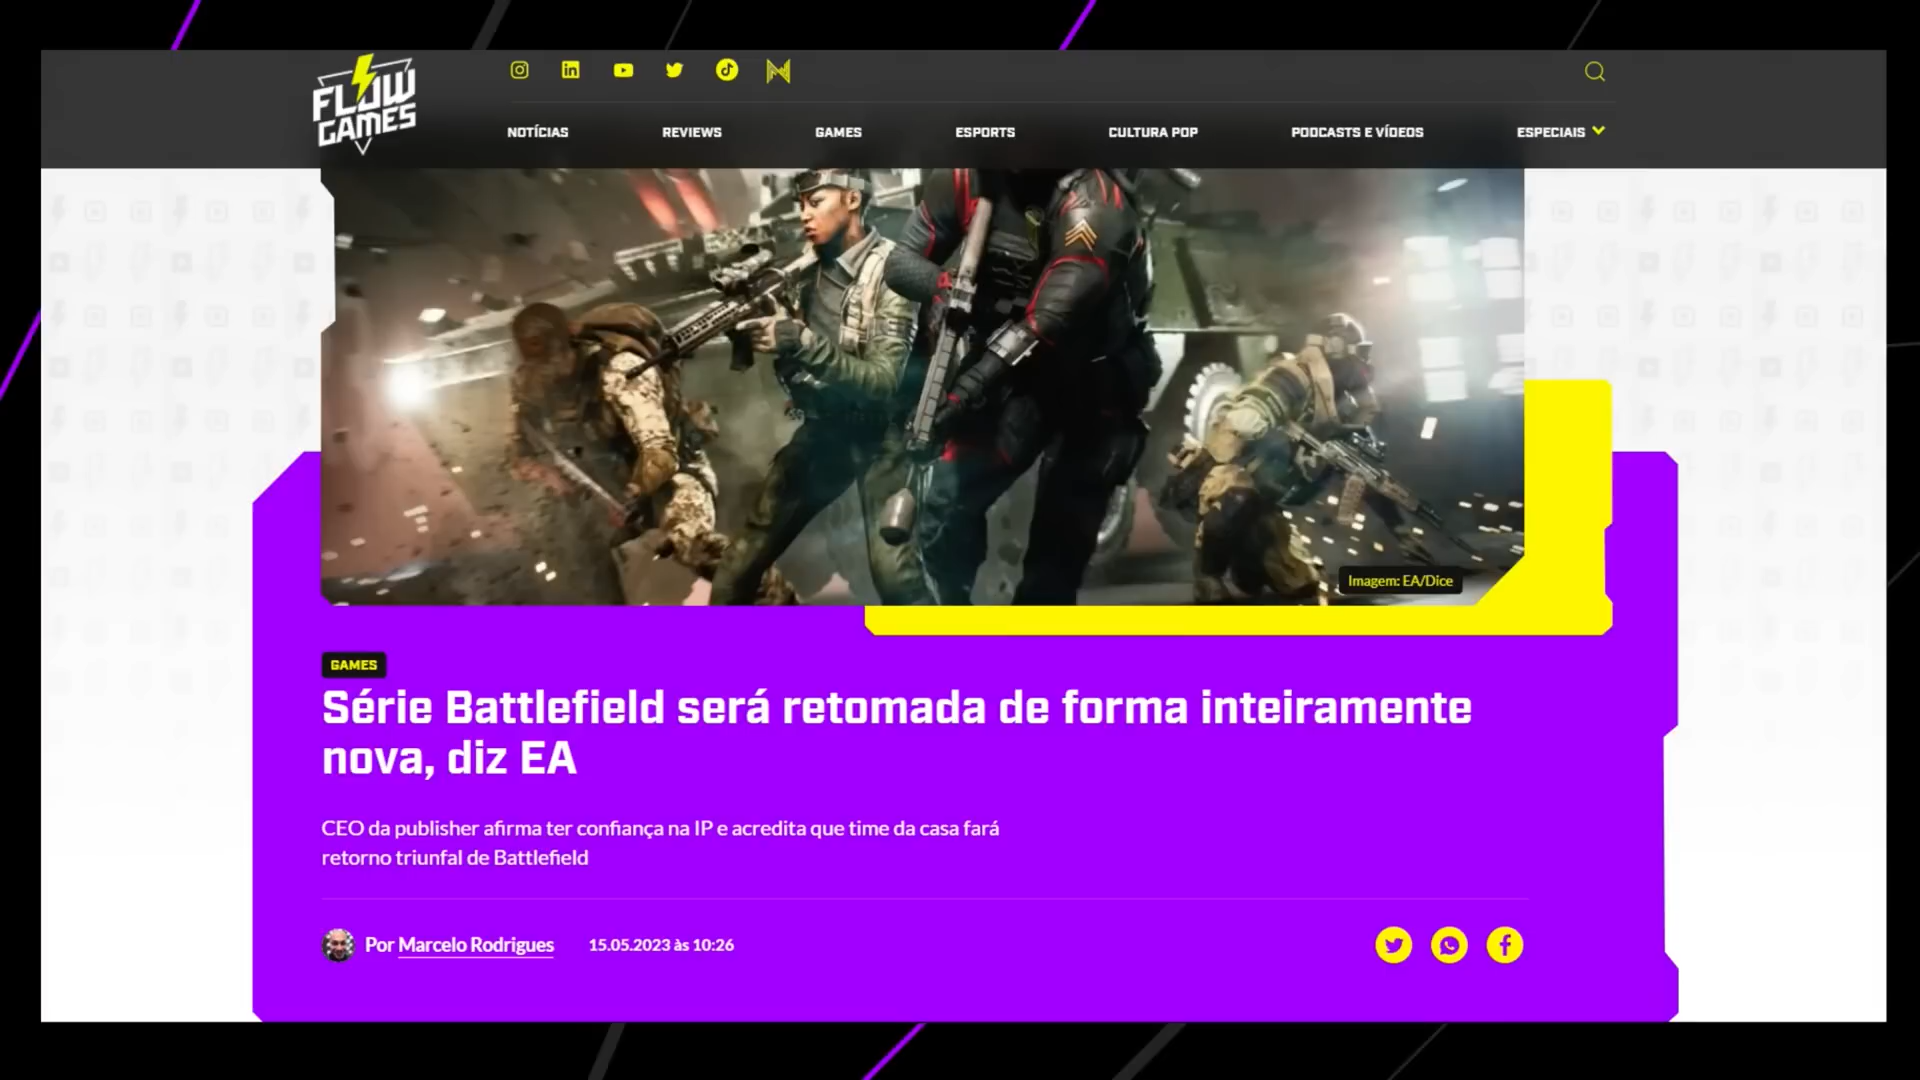 FLOW
GAMES
NOTÍCIAS
REVIEWS
GAMES
ESPORTS
CULTURA POP
PODCASTS E VÍDEOS
ESPECIAIS
Imagem: EA/Dice
GAMES
Série Battlefield será retomada de forma inteiramente
nova, diz EA
CEO da publisher afirma ter confiança na IP e acredita que time da casa fará
retorno triunfal de Battlefield
Por Marcelo Rodrigues
15.05.2023 às 10:26